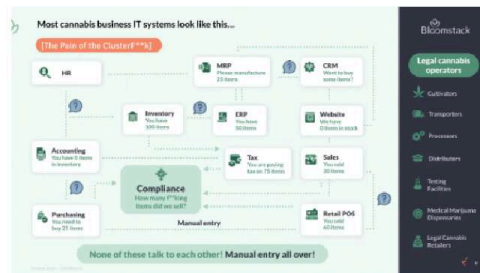 Most cannabis business IT systems look like this...
[The Pain of the ClusterF**k]
HR
MRP
Please manufacture
25 items
CRM
Want to buy
some items?
Inventory
You have
100 items
ERP
You have
50 items
Website
We have
0 items in stock
Accounting
You have 5 items
in inventory
Compliance
How many f**king
items did we sell?
Tax
You are paying
tax on 75 items
Sales
You sold
30 items
Purchasing
You need to
buy 25 items
Manual entry
Retail POS
You sold
60 items
None of these talk to each other! Manual entry all over!
Bloomstack
Legal cannabis
operators
Cultivators
Transporters
Processors
Distributors
Testing
Facilities
Medical Marijuana
Dispensaries
Legal Cannabis
Retailers